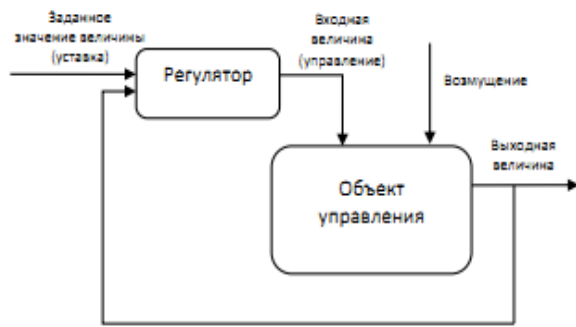 Заданное
значение величины
(уставка)
Регулятор
Входная
величина
(управление)
Возмущение
Выходная
величина
Объект
управления